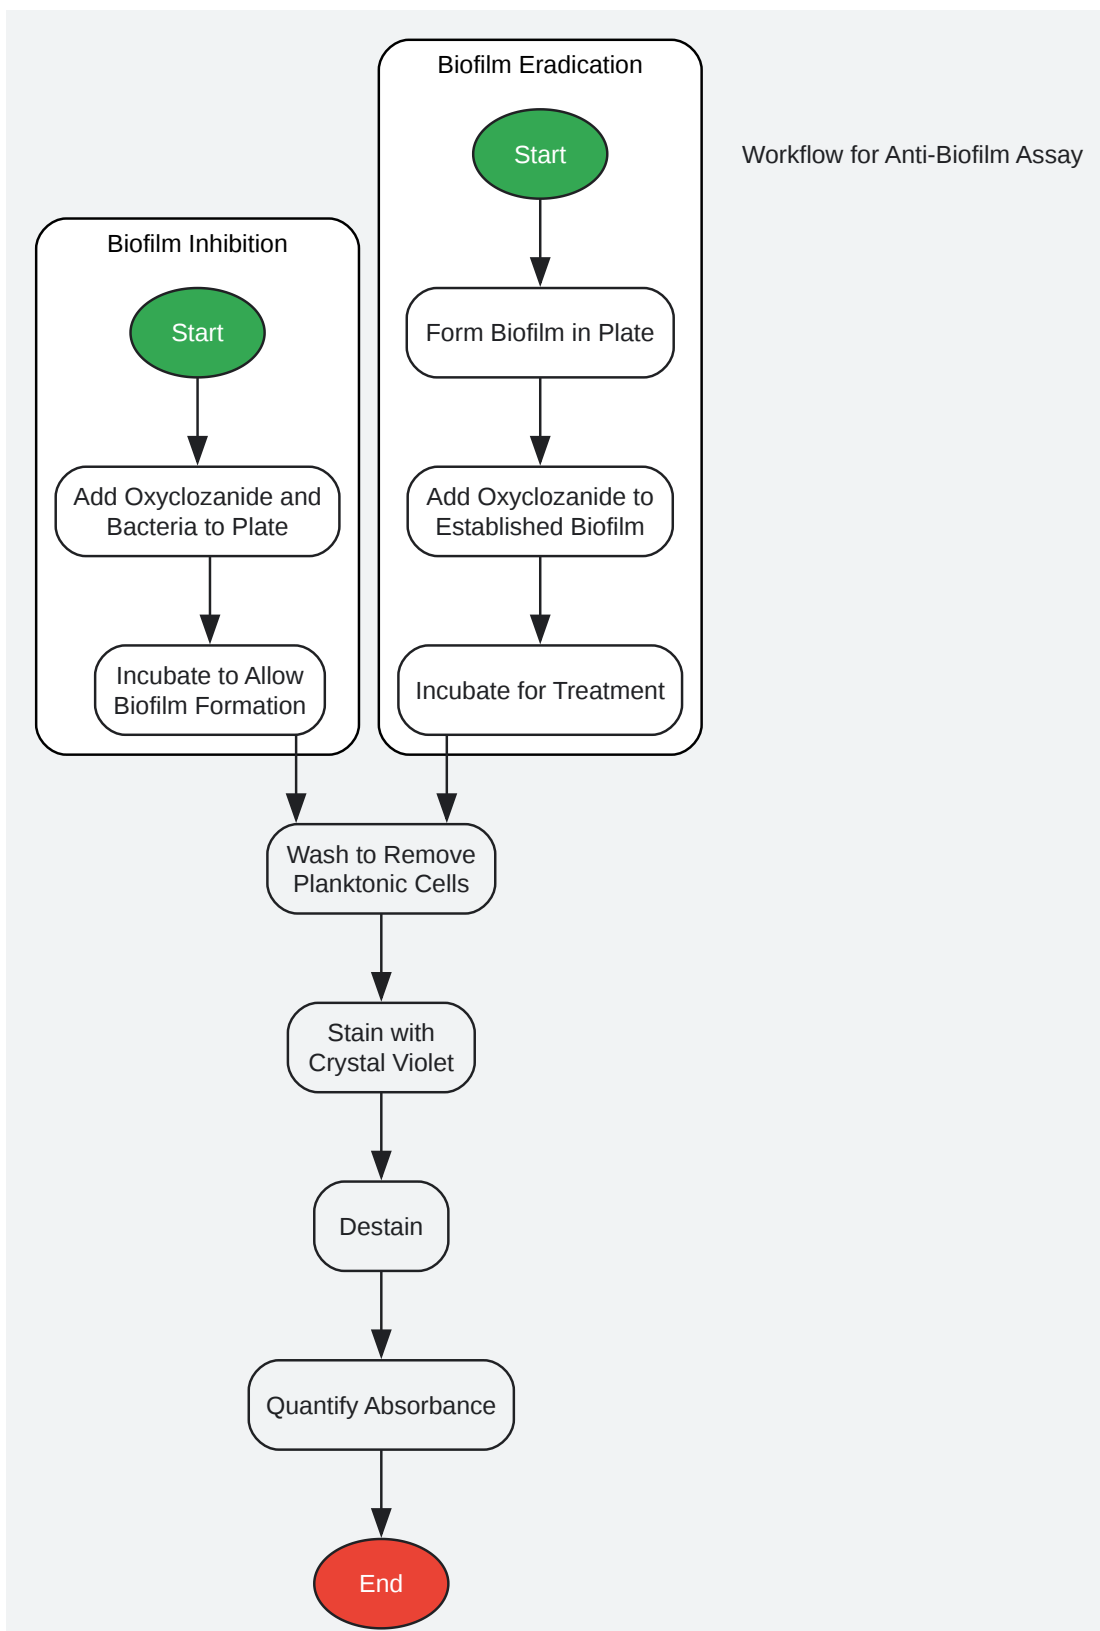 Workflow for Anti-Biofilm Assay
Biofilm Inhibition
Start
Add Oxyclozanide and
Bacteria to Plate
Incubate to Allow
Biofilm Formation
Biofilm Eradication
Start
Form Biofilm in Plate
Add Oxyclozanide to
Established Biofilm
Incubate for Treatment
Wash to Remove
Planktonic Cells
Stain with
Crystal Violet
Destain
Quantify Absorbance
End